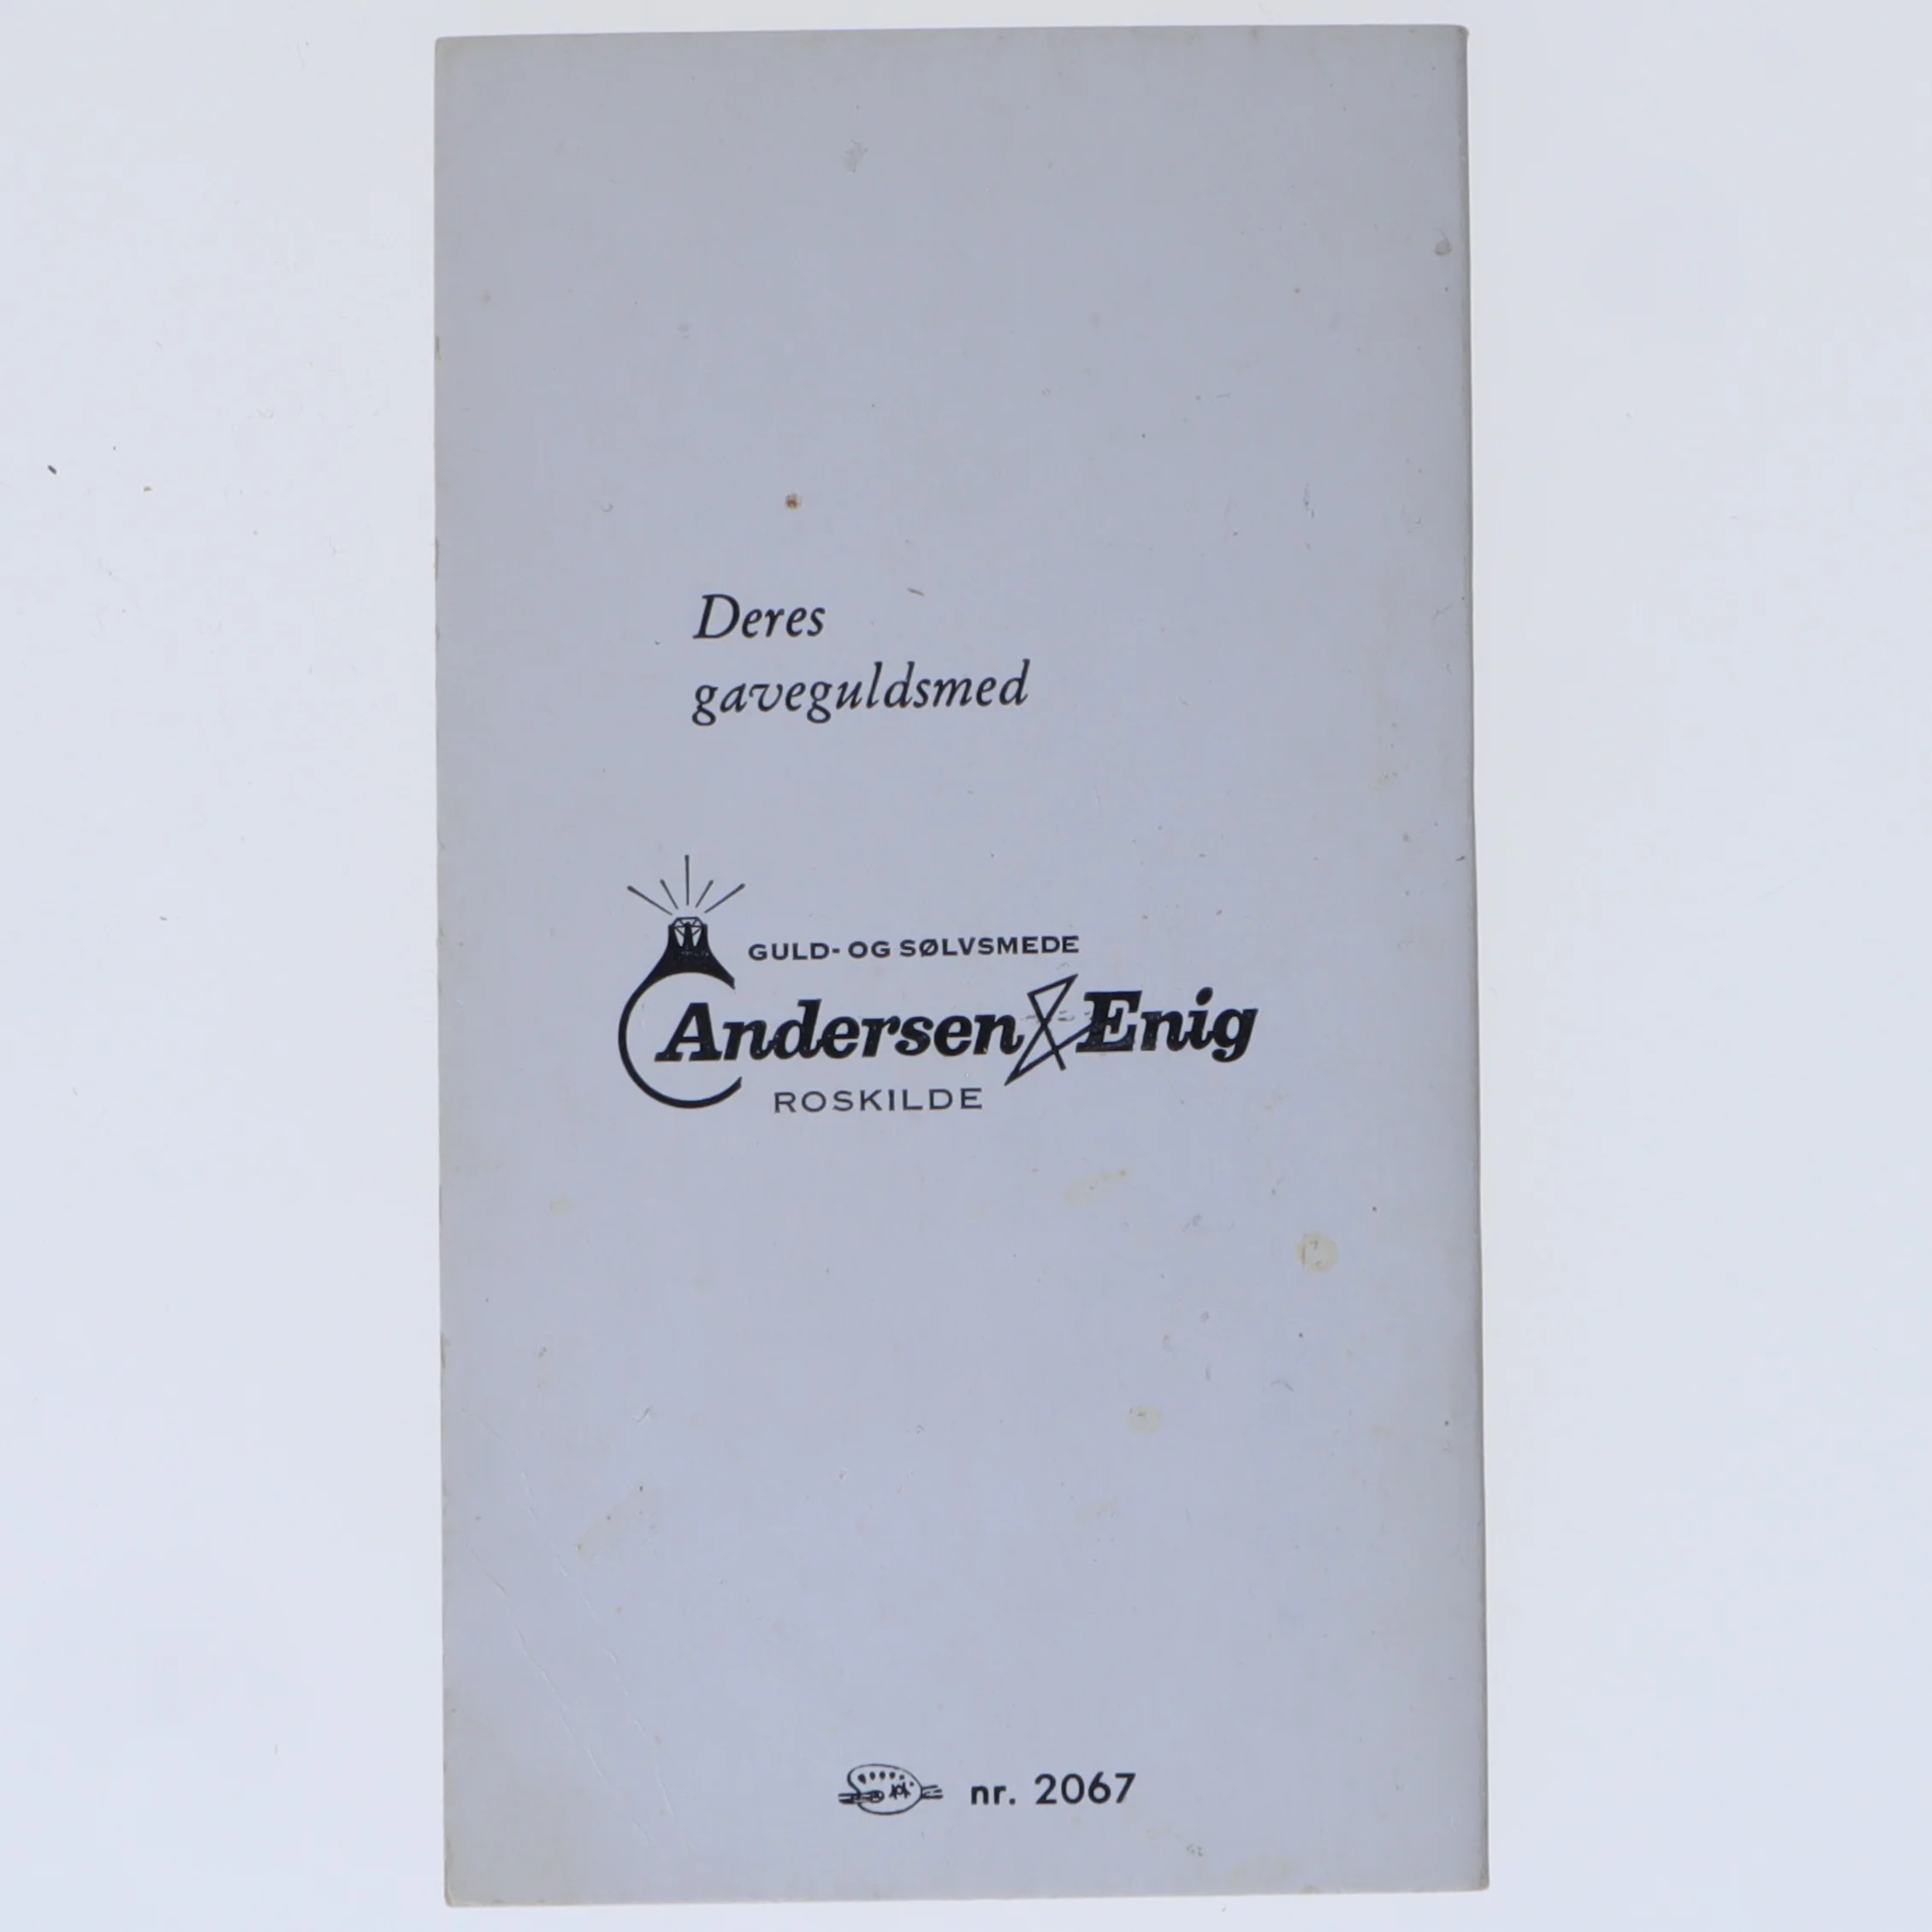 Deres
gaveguldsmed
GULD- OG SØLVSMEDE
Andersen & Enig
ROSKILDE
nr. 2067